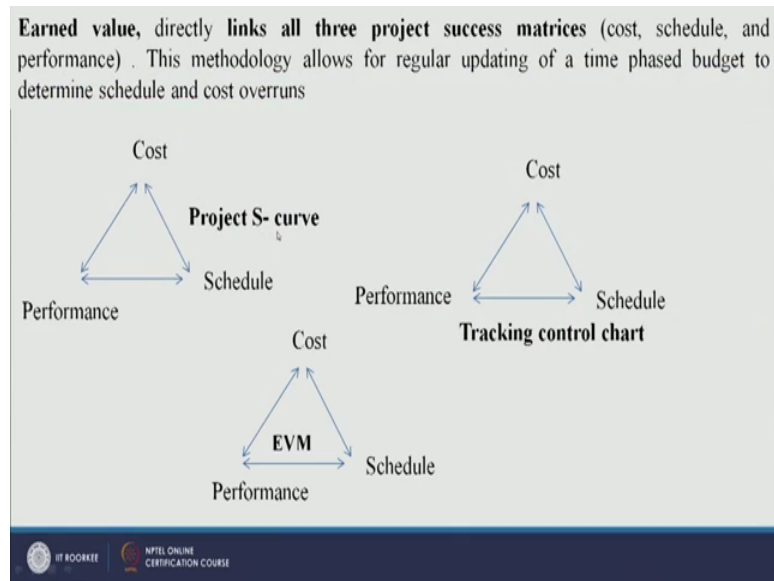 Earned value, directly links all three project success matrices (cost, schedule, and
performance) . This methodology allows for regular updating of a time phased budget to
determine schedule and cost overruns
Cost
Project S- curve
Schedule
Performance
Cost
Performance
Schedule
Tracking control chart
Cost
EVM
Schedule
Performance
IIT ROORKEE
NPTEL ONLINE
CERTIFICATION COURSE